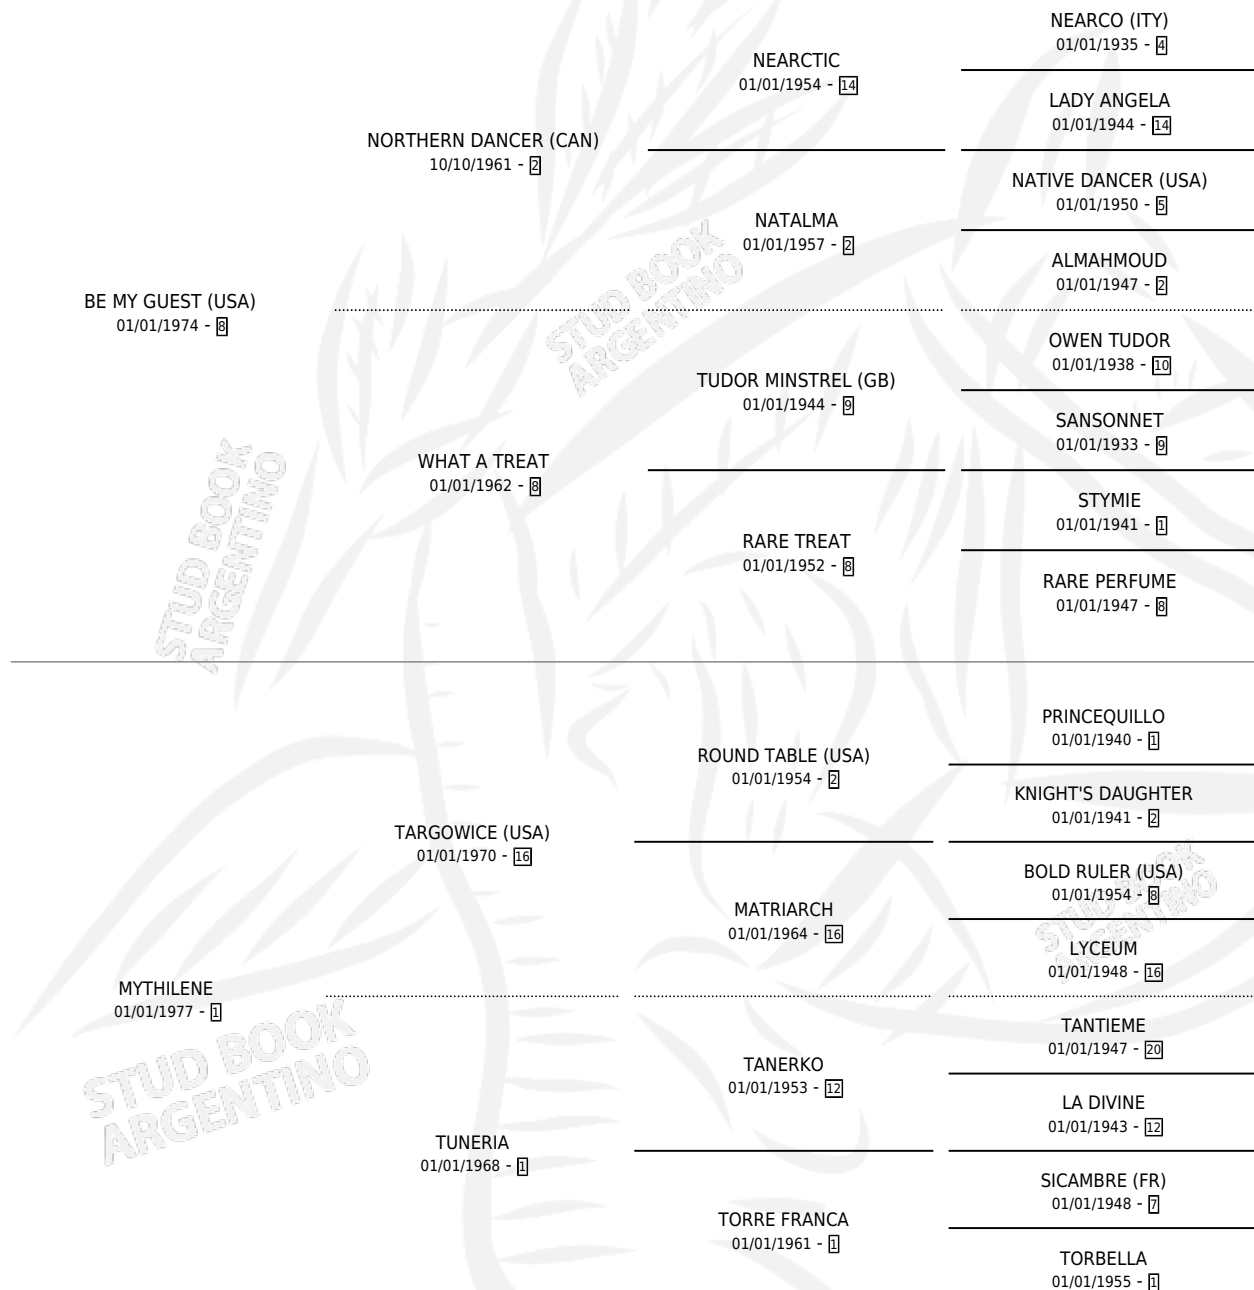 NEARCO (ITY)
01/01/1935 - 4
NEARCTIC
01/01/1954 - 14
LADY ANGELA
01/01/1944 - 14
NORTHERN DANCER (CAN)
10/10/1961 - 2
NATIVE DANCER (USA)
01/01/1950 - 5
NATALMA
01/01/1957 - 2
ALMAHMOUD
01/01/1947 - 2
BE MY GUEST (USA)
01/01/1974 - 8
STUD BOOK
ARGENTINO
OWEN TUDOR
01/01/1938 - 10
TUDOR MINSTREL (GB)
01/01/1944 - 9
SANSONNET
01/01/1933 - 9
WHAT A TREAT
01/01/1962 - 8
STYMIE
01/01/1941 - 1
RARE TREAT
01/01/1952 - 8
RARE PERFUME
01/01/1947 - 8
STUD BOOK
ARGENTINO
PRINCEQUILLO
01/01/1940 - 1
ROUND TABLE (USA)
01/01/1954 - 2
KNIGHT'S DAUGHTER
01/01/1941 - 2
TARGOWICE (USA)
01/01/1970 - 16
BOLD RULER (USA)
01/01/1954 - 8
MATRIARCH
01/01/1964 - 16
LYCEUM
01/01/1948 - 16
STUD BOOK
ARGENTINO
MYTHILENE
01/01/1977 - 1
STUD BOOK
ARGENTINO
TANTIEME
01/01/1947 - 20
TANERKO
01/01/1953 - 12
LA DIVINE
01/01/1943 - 12
TUNERIA
01/01/1968 - 1
SICAMBRE (FR)
01/01/1948 - 7
TORRE FRANCA
01/01/1961 - 1
TORBELLA
01/01/1955 - 1